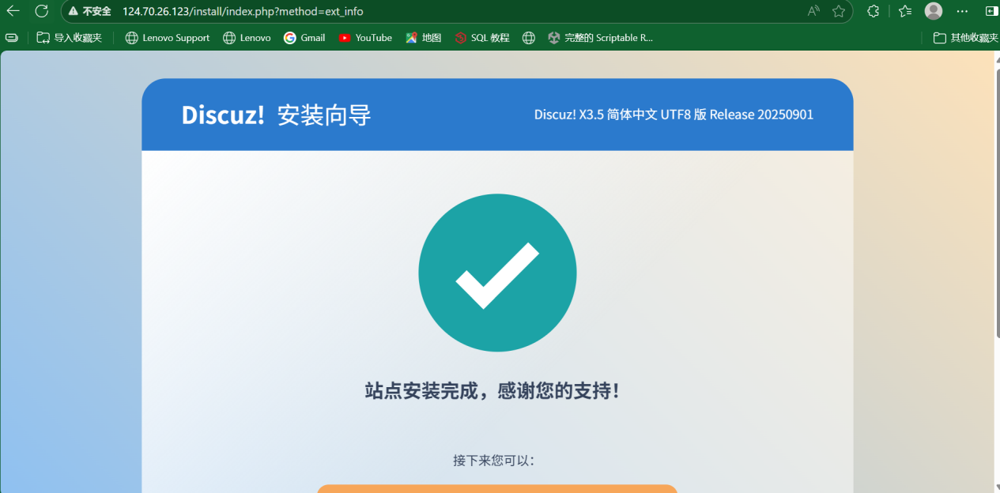 不安全 124.70.26.123/install/index.php?method=ext_info
导入收藏夹 Lenovo Support Lenovo Gmail YouTube 地图 SQL 教程 完整的 Scriptable R... 其他收藏夹
Discuz! 安装向导 Discuz! X3.5 简体中文 UTF8 版 Release 20250901
站点安装完成，感谢您的支持！
接下来您可以：